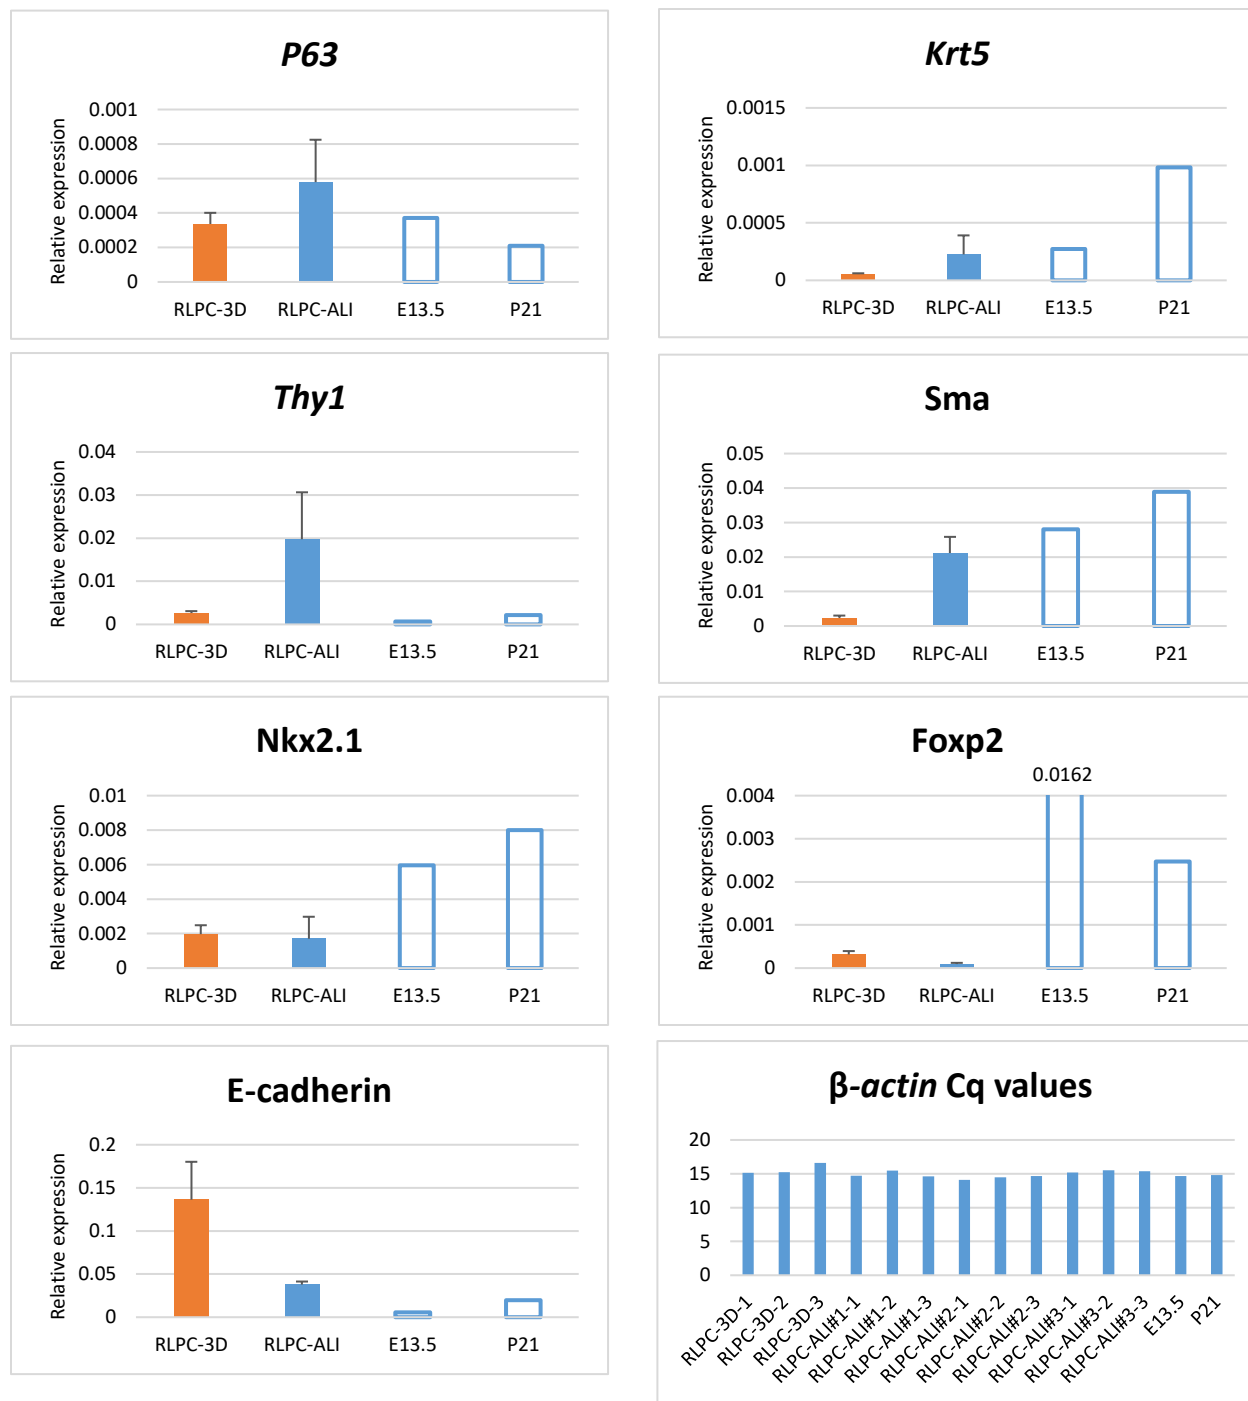 P63
Relative expression
0.001
0.0008
0.0006
0.0004
0.0002
0
RLPC-3D RLPC-ALI E13.5 P21
Krt5
Relative expression
0.0015
0.001
0.0005
0
RLPC-3D RLPC-ALI E13.5 P21
Thy1
Relative expression
0.04
0.03
0.02
0.01
0
RLPC-3D RLPC-ALI E13.5 P21
Sma
Relative expression
0.05
0.04
0.03
0.02
0.01
0
RLPC-3D RLPC-ALI E13.5 P21
Nkx2.1
Relative expression
0.01
0.008
0.006
0.004
0.002
0
RLPC-3D RLPC-ALI E13.5 P21
Foxp2
0.0162
Relative expression
0.004
0.003
0.002
0.001
0
RLPC-3D RLPC-ALI E13.5 P21
E-cadherin
Relative expression
0.2
0.15
0.1
0.05
0
RLPC-3D RLPC-ALI E13.5 P21
β-actin Cq values
20
15
10
5
0
RLPC-3D-1
RLPC-3D-2
RLPC-3D-3
RLPC-ALI#1-1
RLPC-ALI#1-2
RLPC-ALI#1-3
RLPC-ALI#2-1
RLPC-ALI#2-2
RLPC-ALI#2-3
RLPC-ALI#3-1
RLPC-ALI#3-2
RLPC-ALI#3-3
E13.5
P21